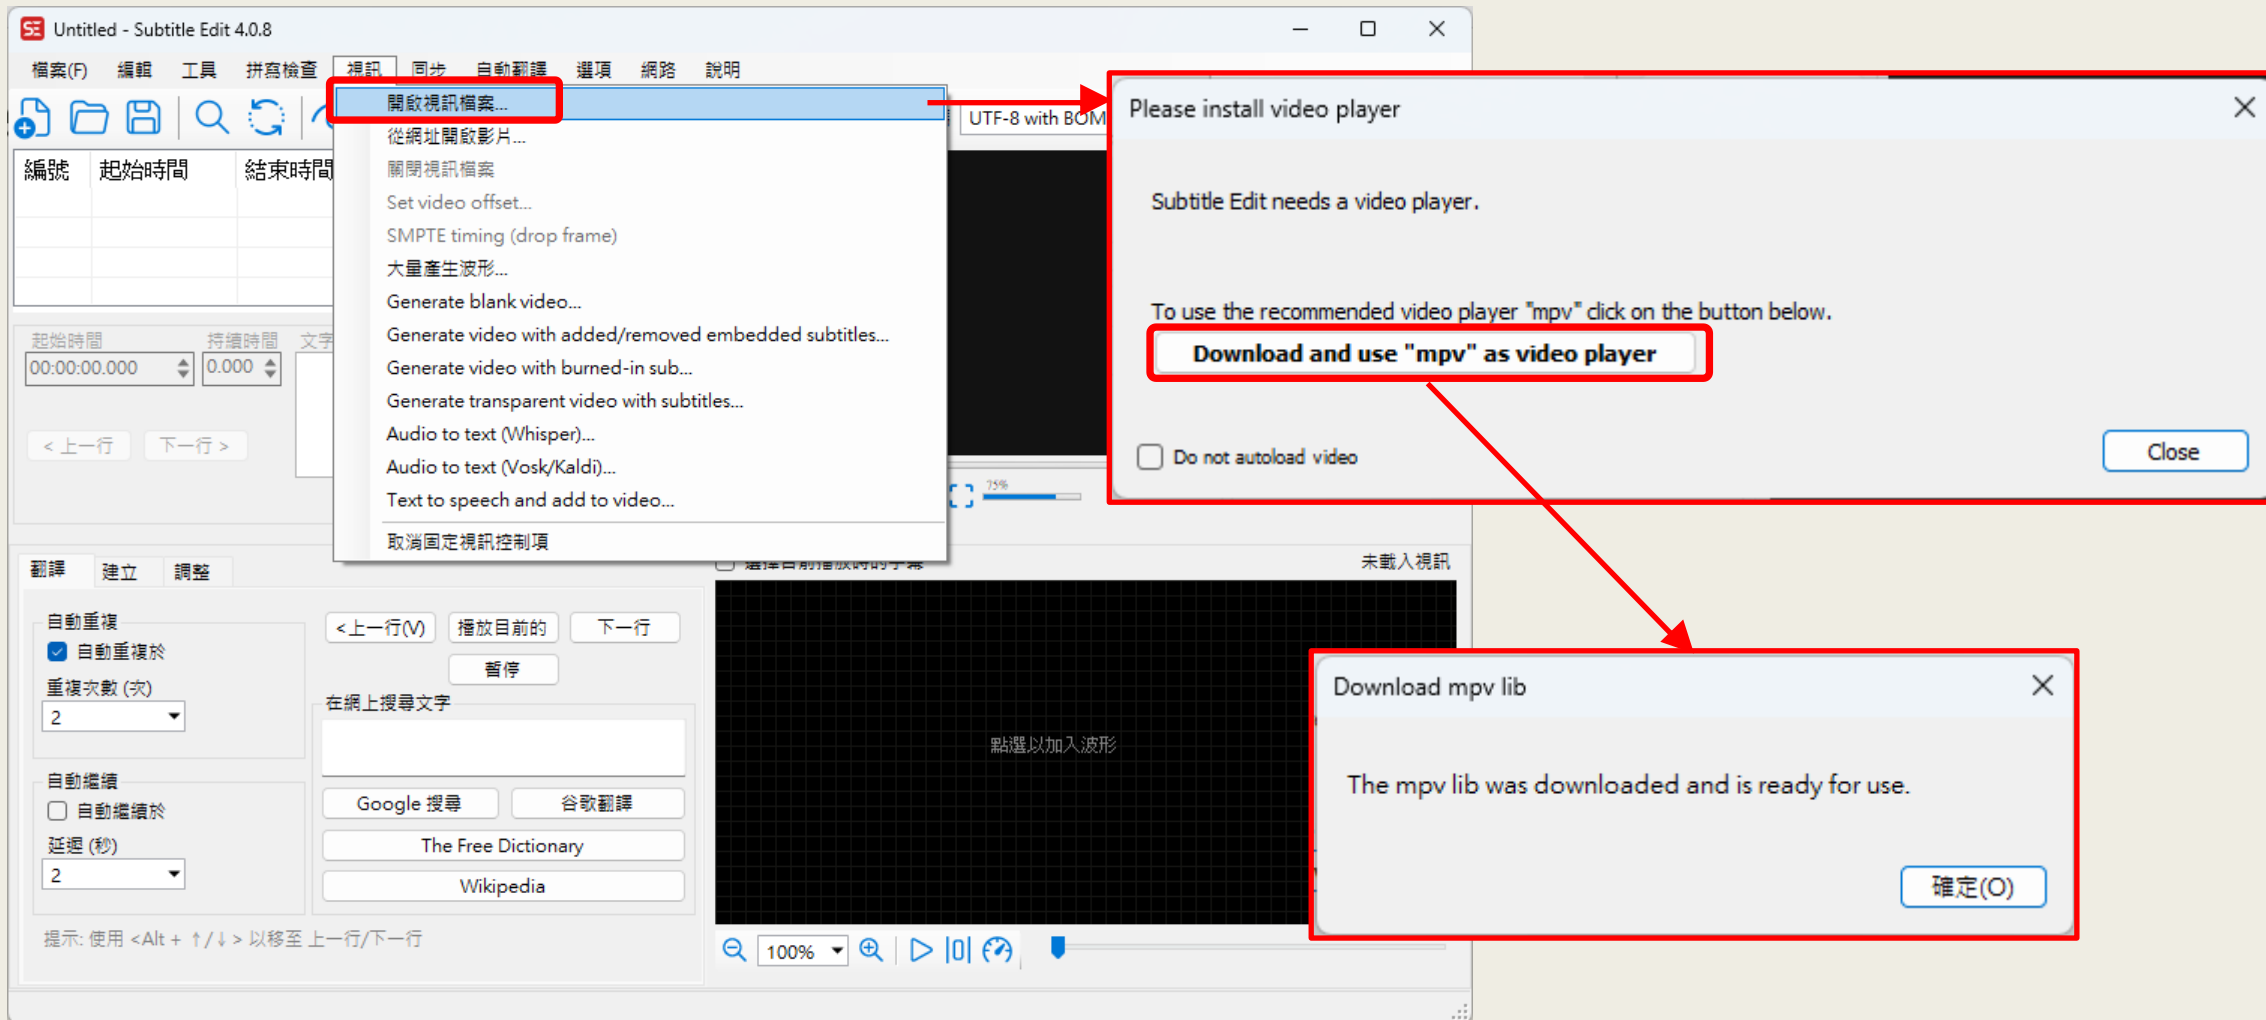 Untitled - Subtitle Edit 4.0.8
檔案(F) 編輯 工具 拼寫檢查 視訊 同步 自動翻譯 選項 網路 說明
開啟視訊檔案...
從網址開啟影片...
關閉視訊檔案
Set video offset...
SMPTE timing (drop frame)
大量產生波形...
Generate blank video...
Generate video with added/removed embedded subtitles...
Generate video with burned-in sub...
Generate transparent video with subtitles...
Audio to text (Whisper)...
Audio to text (Vosk/Kaldi)...
Text to speech and add to video...
取消固定視訊控制項
UTF-8 with BOM
編號 起始時間 結束時間
起始時間 持續時間 文字
00:00:00.000 0.000
< 上一行 下一行 >
75%
Please install video player
Subtitle Edit needs a video player.
To use the recommended video player "mpv" click on the button below.
Download and use "mpv" as video player
Do not autoload video
Close
翻譯 建立 調整
選擇目前播放時的字幕
未載入視訊
自動重複
自動重複於
重複次數 (次)
2
自動繼續
自動繼續於
延遲 (秒)
2
<上一行(V) 播放目前的 下一行
暫停
在網上搜尋文字
Google 搜尋 谷歌翻譯
The Free Dictionary
Wikipedia
提示: 使用 <Alt + ↑/↓ > 以移至 上一行/下一行
點選以加入波形
100%
Download mpv lib
The mpv lib was downloaded and is ready for use.
確定(O)